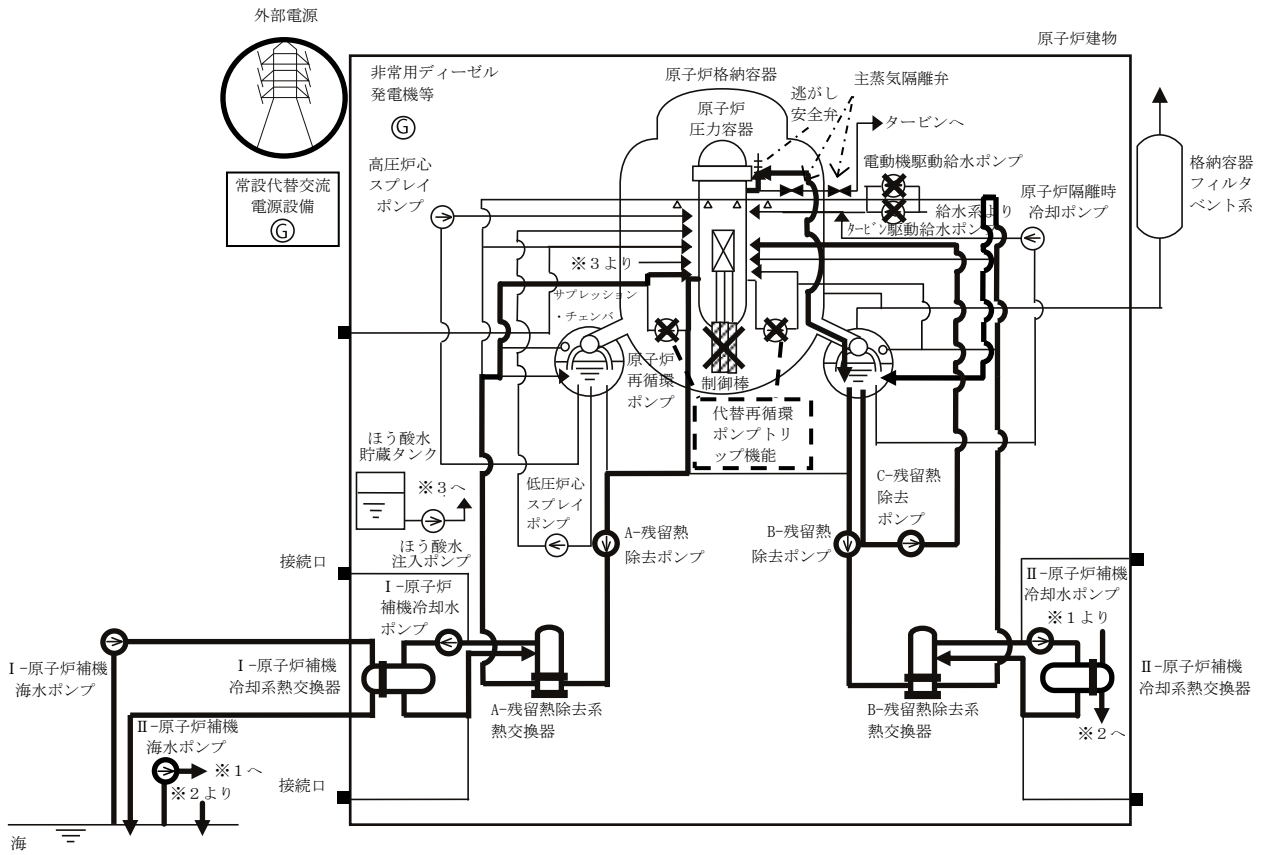 外部電源
原子炉建物
非常用ディーゼル
発電機等
G
原子炉格納容器
原子炉
圧力容器
逃がし
安全弁
主蒸気隔離弁
タービンへ
電動機駆動給水ポンプ
格納容器
フィルタ
ベント系
常設代替交流
電源設備
G
高圧炉心
スプレイ
ポンプ
原子炉隔離時
冷却ポンプ
給水系より
タービン駆動給水ポンプ
※3より
サプレッション
・チェンバ
原子炉
再循環
ポンプ
制御棒
代替再循環
ポンプトリ
ップ機能
ほう酸水
貯蔵タンク
※3へ
ほう酸水
注入ポンプ
低圧炉心
スプレイ
ポンプ
A-残留熱
除去ポンプ
B-残留熱
除去ポンプ
C-残留熱
除去
ポンプ
接続口
Ⅰ-原子炉
補機冷却水
ポンプ
Ⅱ-原子炉補機
冷却水ポンプ
※1より
Ⅰ-原子炉補機
海水ポンプ
Ⅰ-原子炉補機
冷却系熱交換器
A-残留熱除去系
熱交換器
B-残留熱除去系
熱交換器
Ⅱ-原子炉補機
冷却系熱交換器
※2へ
Ⅱ-原子炉補機
海水ポンプ
※1へ
※2より
接続口
海